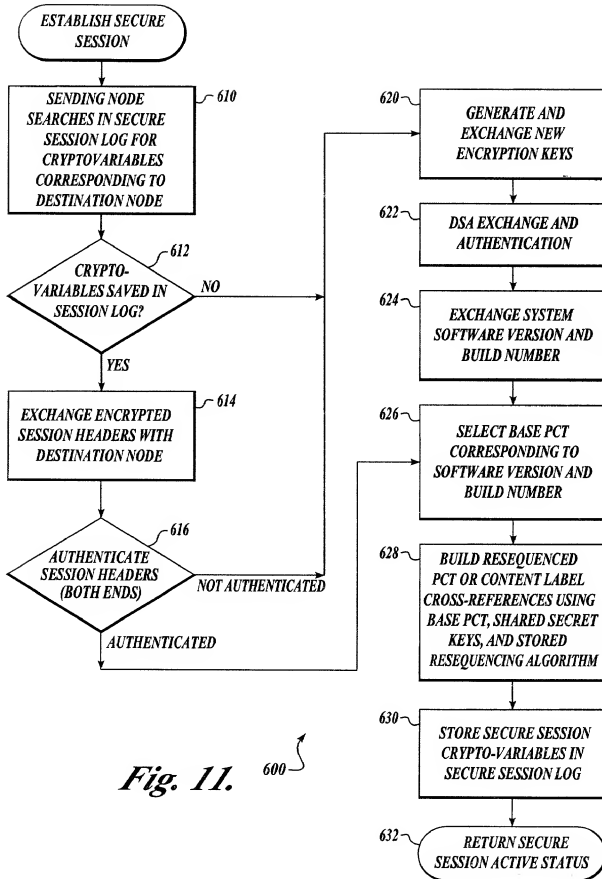 ESTABLISH SECURE
SESSION
610
SENDING NODE
SEARCHES IN SECURE
SESSION LOG FOR
CRYPTOVARIABLES
CORRESPONDING TO
DESTINATION NODE
612
CRYPTO-
VARIABLES SAVED IN
SESSION LOG?
NO
YES
614
EXCHANGE ENCRYPTED
SESSION HEADERS WITH
DESTINATION NODE
616
AUTHENTICATE
SESSION HEADERS
(BOTH ENDS)
NOT AUTHENTICATED
AUTHENTICATED
620
GENERATE AND
EXCHANGE NEW
ENCRYPTION KEYS
622
DSA EXCHANGE AND
AUTHENTICATION
624
EXCHANGE SYSTEM
SOFTWARE VERSION AND
BUILD NUMBER
626
SELECT BASE PCT
CORRESPONDING TO
SOFTWARE VERSION AND
BUILD NUMBER
628
BUILD RESEQUENCED
PCT OR CONTENT LABEL
CROSS-REFERENCES USING
BASE PCT, SHARED SECRET
KEYS, AND STORED
RESEQUENCING ALGORITHM
630
STORE SECURE SESSION
CRYPTO-VARIABLES IN
SECURE SESSION LOG
632
RETURN SECURE
SESSION ACTIVE STATUS
Fig. 11.
600